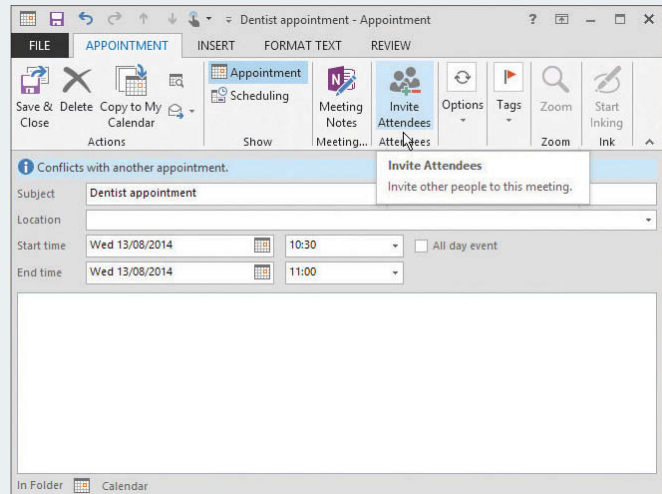 Dentist appointment - Appointment
FILE APPOINTMENT INSERT FORMAT TEXT REVIEW
Save & Close
Delete
Copy to My Calendar
Actions
Appointment
Scheduling
Show
Meeting Notes
Meeting...
Invite Attendees
Attendees
Options
Tags
Zoom
Zoom
Start Inking
Ink
Conflicts with another appointment.
Invite Attendees
Invite other people to this meeting.
Subject Dentist appointment
Location
Start time Wed 13/08/2014 10:30 All day event
End time Wed 13/08/2014 11:00
In Folder Calendar